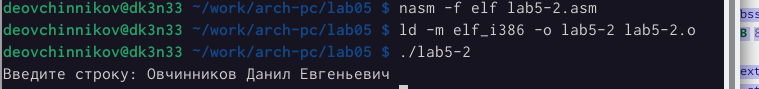 deovchinnikov@dk3n33 ~/work/arch-pc/lab05 $ nasm -f elf lab5-2.asm
deovchinnikov@dk3n33 ~/work/arch-pc/lab05 $ ld -m elf_i386 -o lab5-2 lab5-2.o
deovchinnikov@dk3n33 ~/work/arch-pc/lab05 $ ./lab5-2
Введите строку: Овчинников Данил Евгеньевич